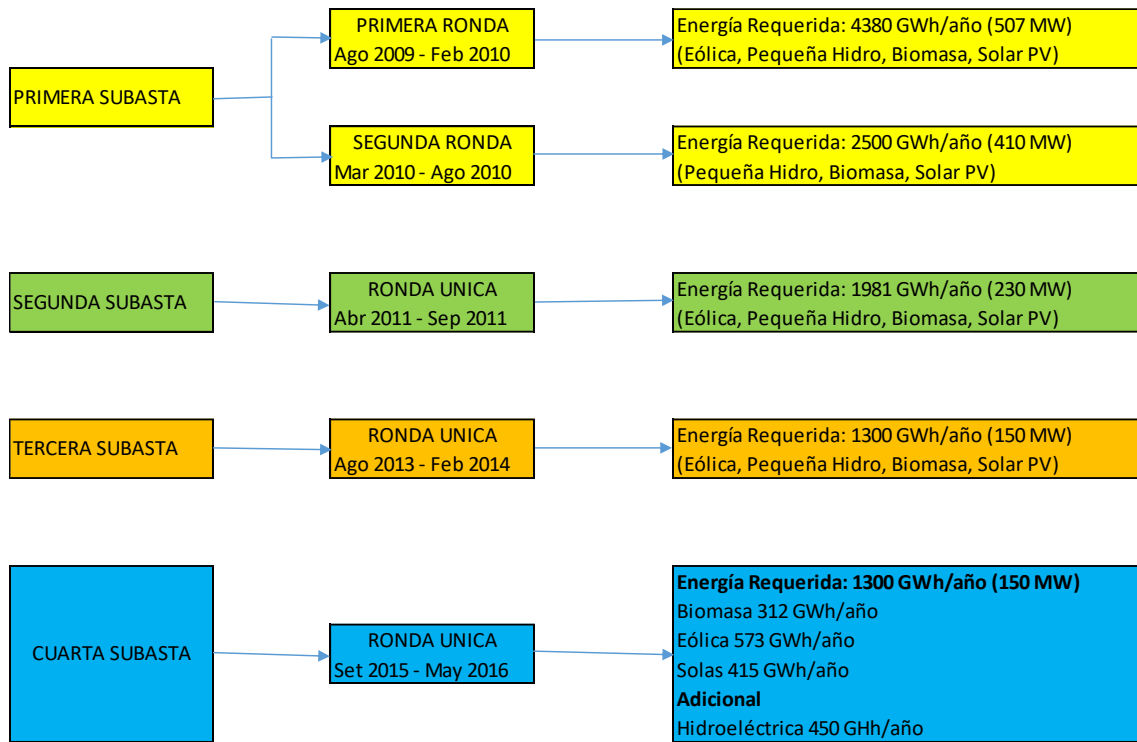 PRIMERA SUBASTA
PRIMERA RONDA
Ago 2009 - Feb 2010
Energía Requerida: 4380 GWh/año (507 MW)
(Eólica, Pequeña Hidro, Biomasa, Solar PV)
SEGUNDA RONDA
Mar 2010 - Ago 2010
Energía Requerida: 2500 GWh/año (410 MW)
(Pequeña Hidro, Biomasa, Solar PV)
SEGUNDA SUBASTA
RONDA UNICA
Abr 2011 - Sep 2011
Energía Requerida: 1981 GWh/año (230 MW)
(Eólica, Pequeña Hidro, Biomasa, Solar PV)
TERCERA SUBASTA
RONDA UNICA
Ago 2013 - Feb 2014
Energía Requerida: 1300 GWh/año (150 MW)
(Eólica, Pequeña Hidro, Biomasa, Solar PV)
CUARTA SUBASTA
RONDA UNICA
Set 2015 - May 2016
Energía Requerida: 1300 GWh/año (150 MW)
Biomasa 312 GWh/año
Eólica 573 GWh/año
Solas 415 GWh/año
Adicional
Hidroeléctrica 450 GHh/año